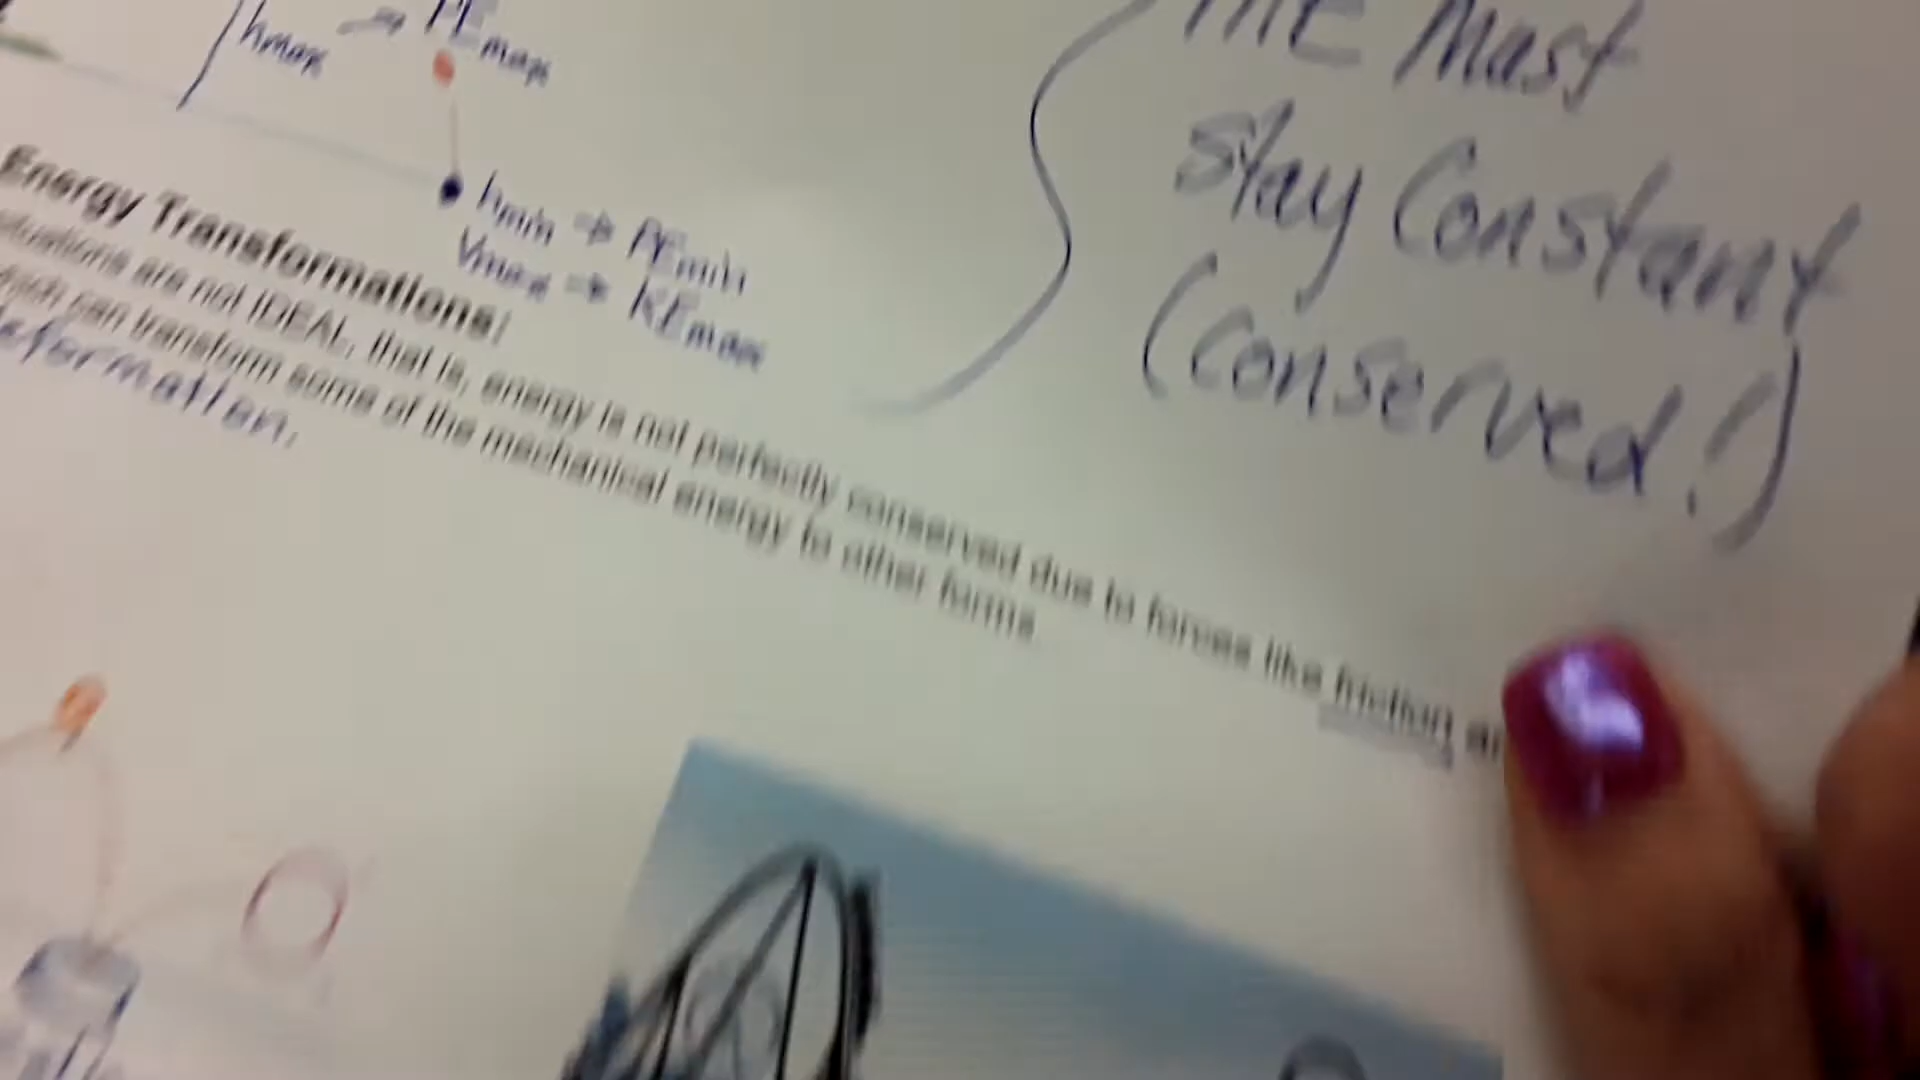 hmax → PEmax
ME Must
Stay Constant
(Conserved!)
hmin → PEmin
Vmax → KEmax
Energy Transformations:
situations are not IDEAL, that is, energy is not perfectly conserved due to forces like friction
which can transform some of the mechanical energy to other forms.